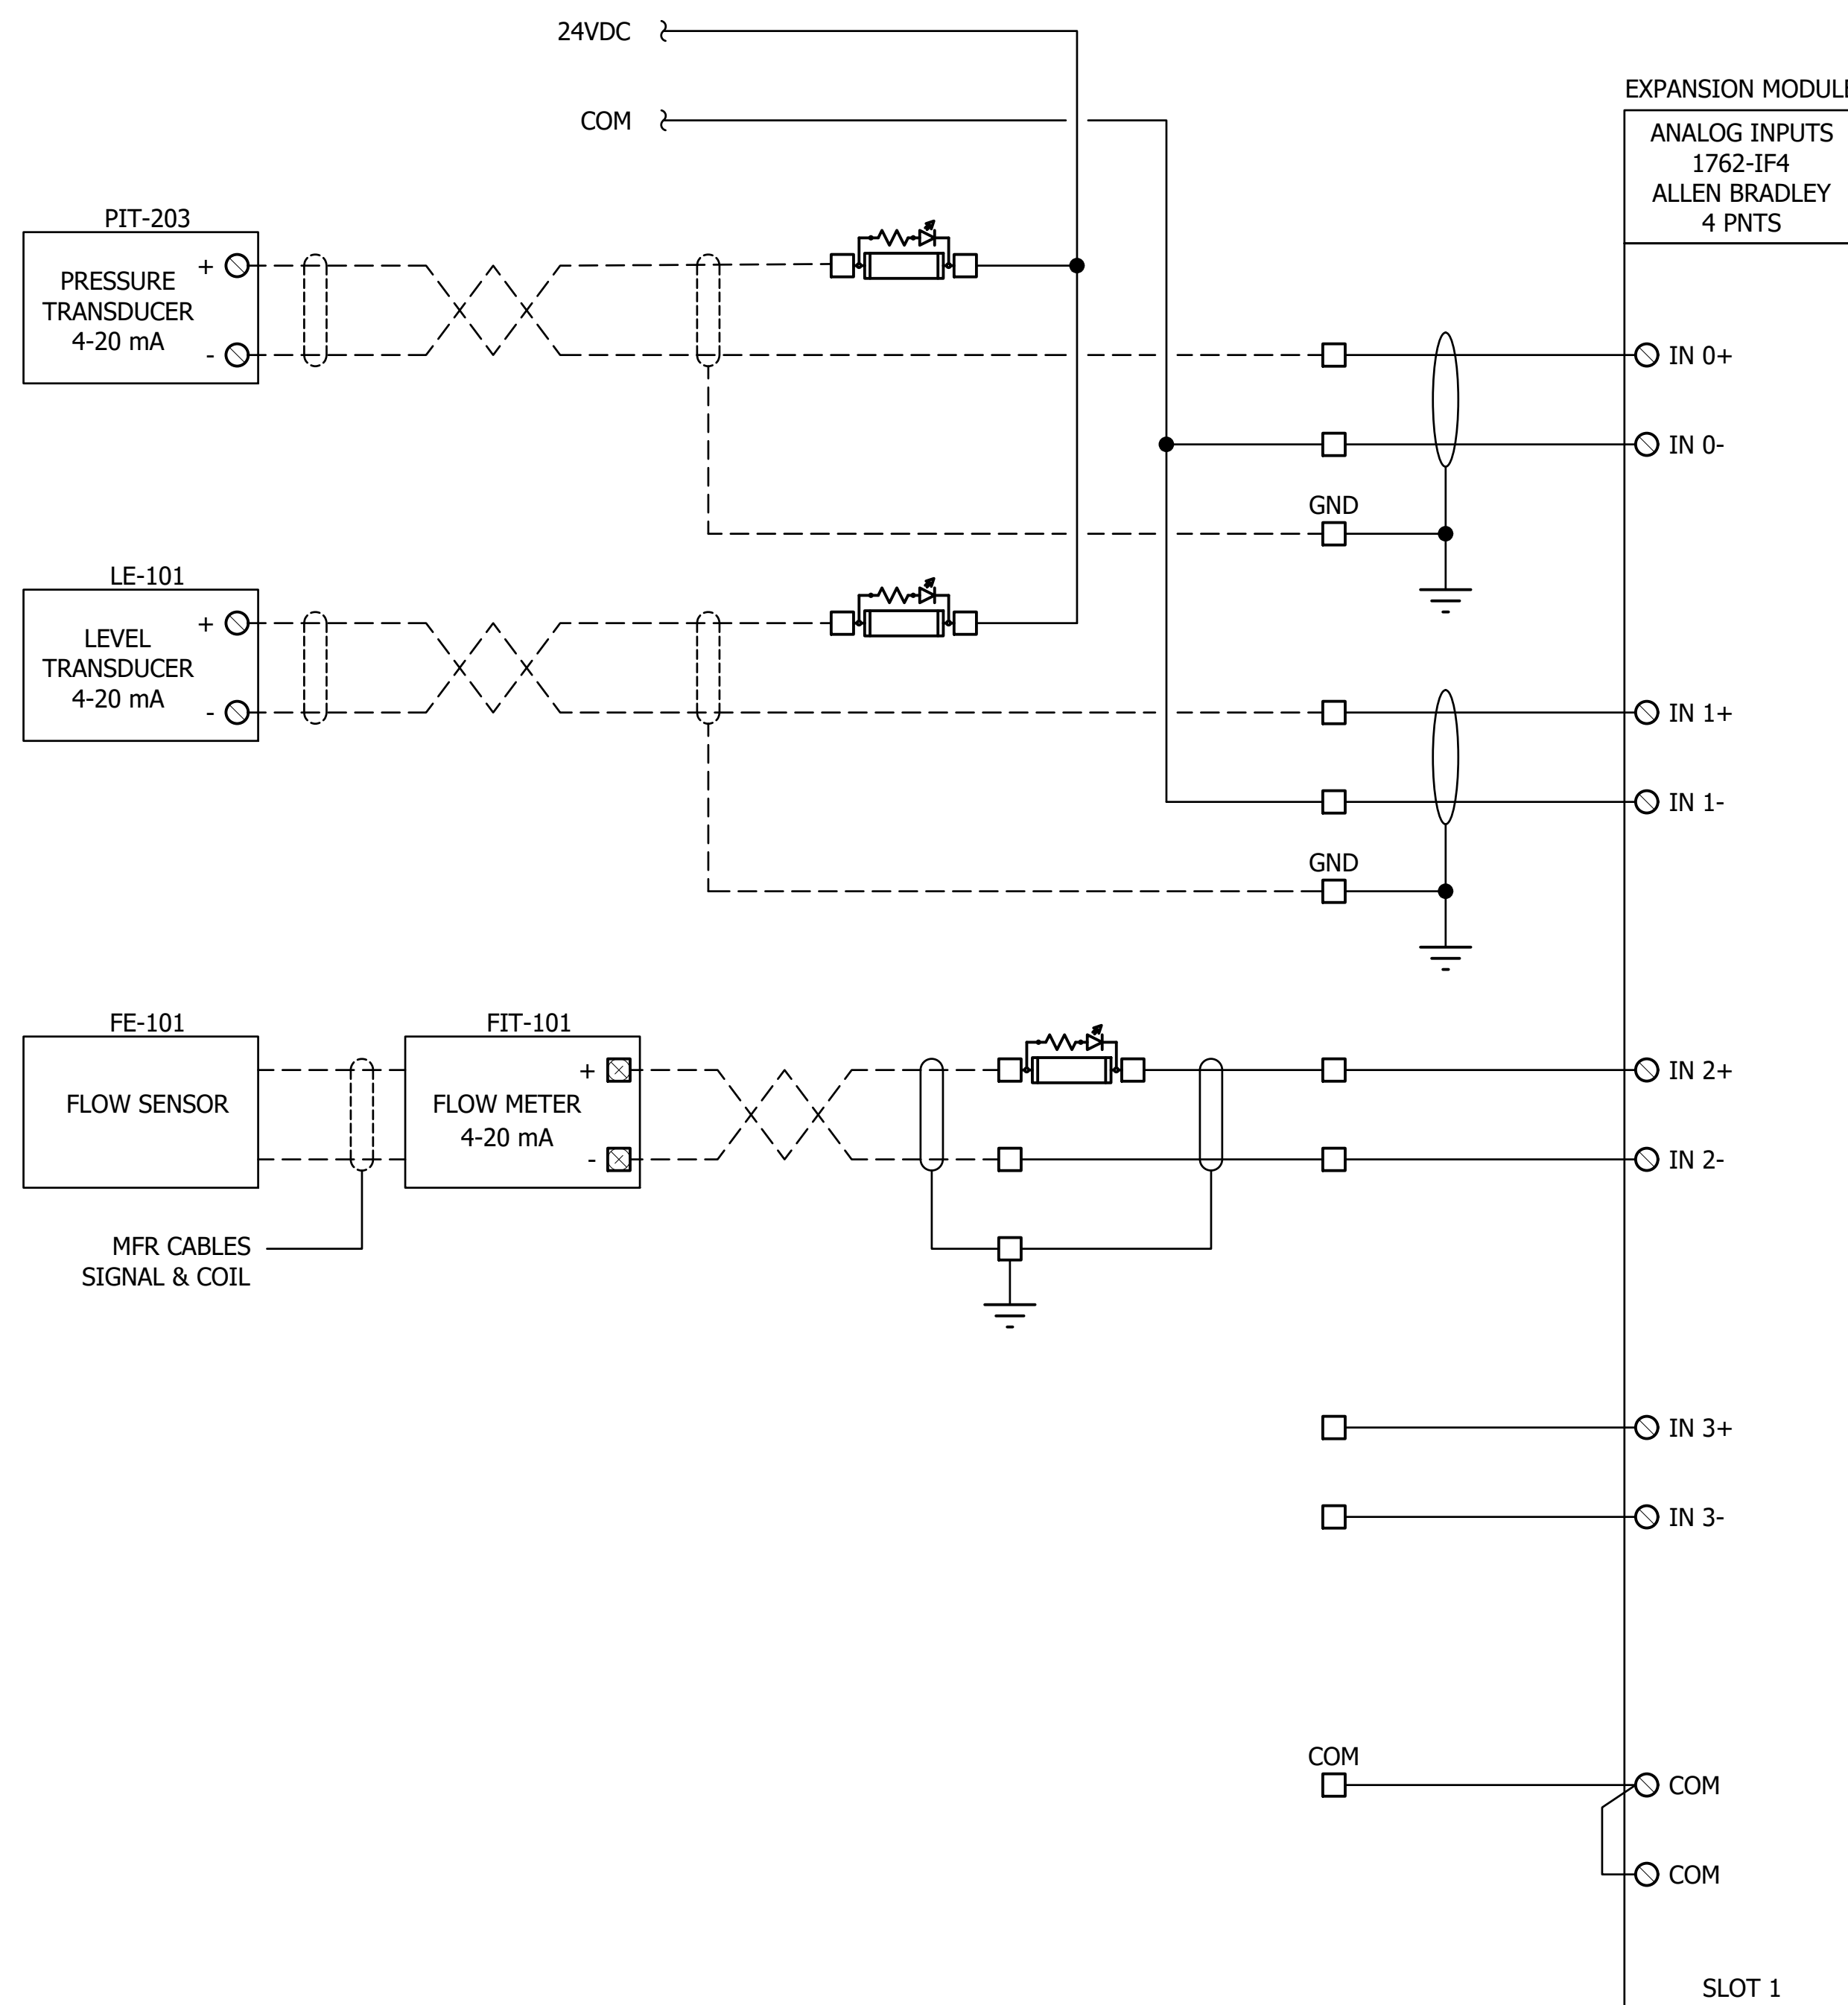 24VDC
COM
EXPANSION MODULE
ANALOG INPUTS
1762-IF4
ALLEN BRADLEY
4 PNTS
PIT-203
PRESSURE
TRANSDUCER
4-20 mA
+
-
IN 0+
IN 0-
GND
LE-101
LEVEL
TRANSDUCER
4-20 mA
+
-
IN 1+
IN 1-
GND
FE-101
FLOW SENSOR
MFR CABLES
SIGNAL & COIL
FIT-101
FLOW METER
4-20 mA
+
-
IN 2+
IN 2-
IN 3+
IN 3-
COM
COM
COM
SLOT 1